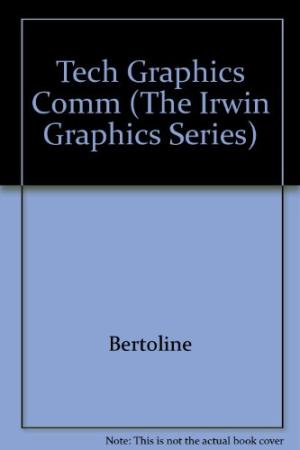 Tech Graphics
Comm (The Irwin
Graphics Series)
Bertoline
Note: This is not the actual book cover